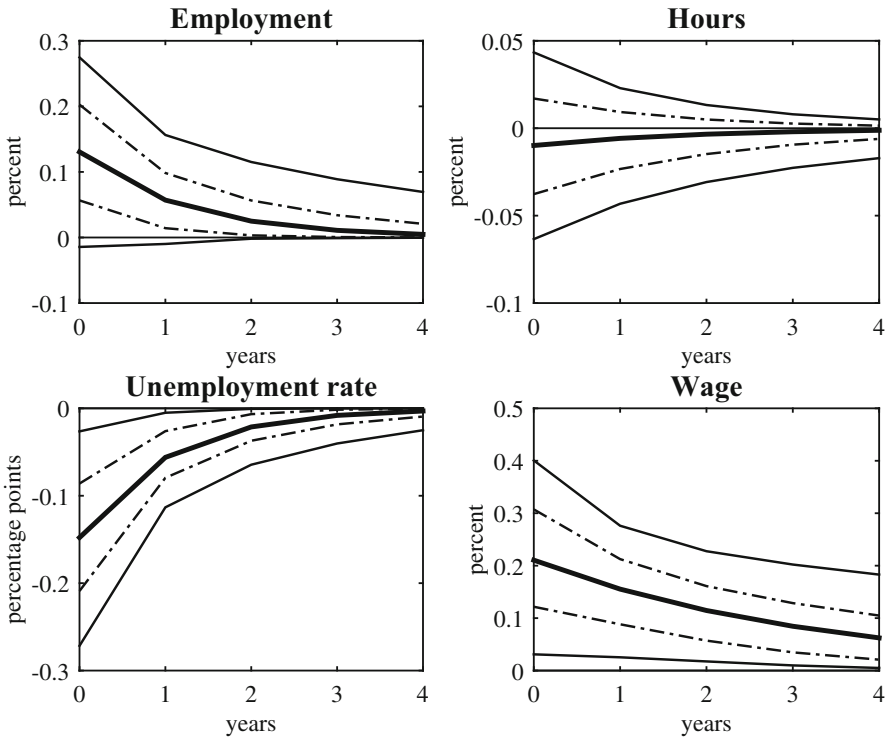 Employment
0.3
0.2
0.1
0
-0.1
percent
0 1 2 3 4
years
Hours
0.05
0
-0.05
-0.1
percent
0 1 2 3 4
years
Unemployment rate
0
-0.1
-0.2
-0.3
percentage points
0 1 2 3 4
years
Wage
0.5
0.4
0.3
0.2
0.1
0
percent
0 1 2 3 4
years